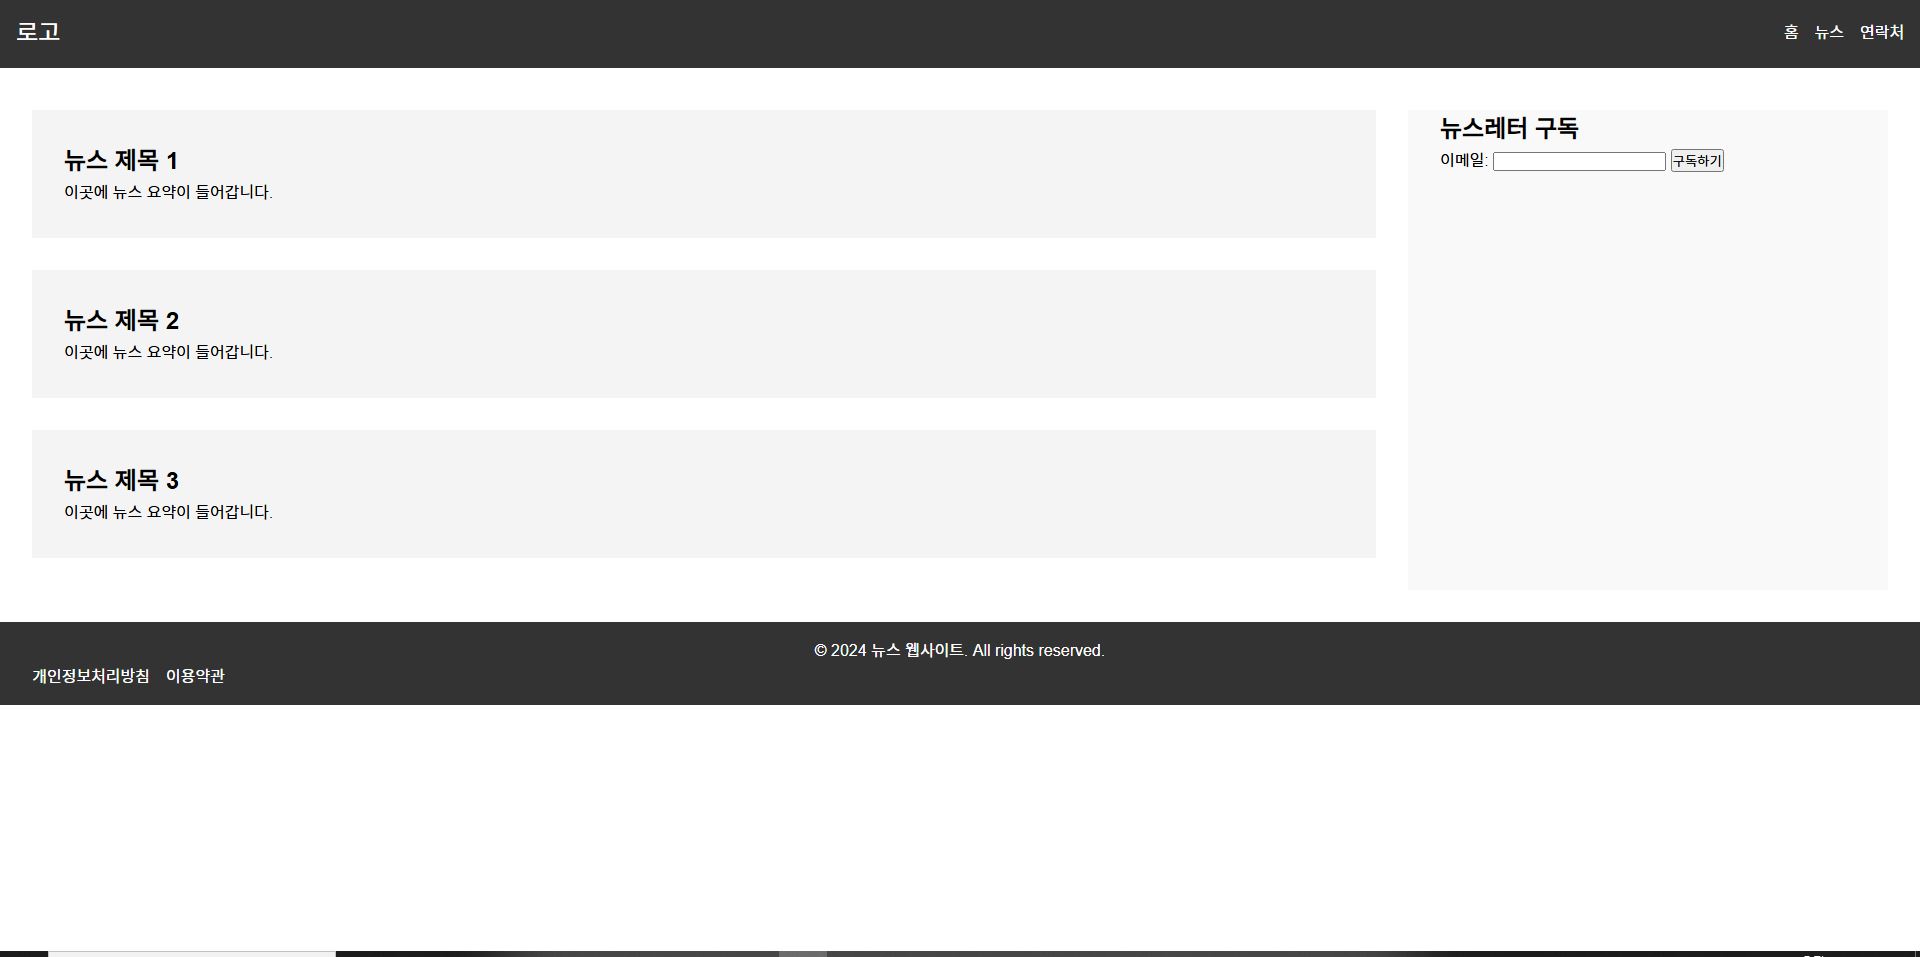 로고
홈 뉴스 연락처
뉴스 제목 1
이곳에 뉴스 요약이 들어갑니다.
뉴스 제목 2
이곳에 뉴스 요약이 들어갑니다.
뉴스 제목 3
이곳에 뉴스 요약이 들어갑니다.
뉴스레터 구독
이메일: 구독하기
© 2024 뉴스 웹사이트. All rights reserved.
개인정보처리방침 이용약관